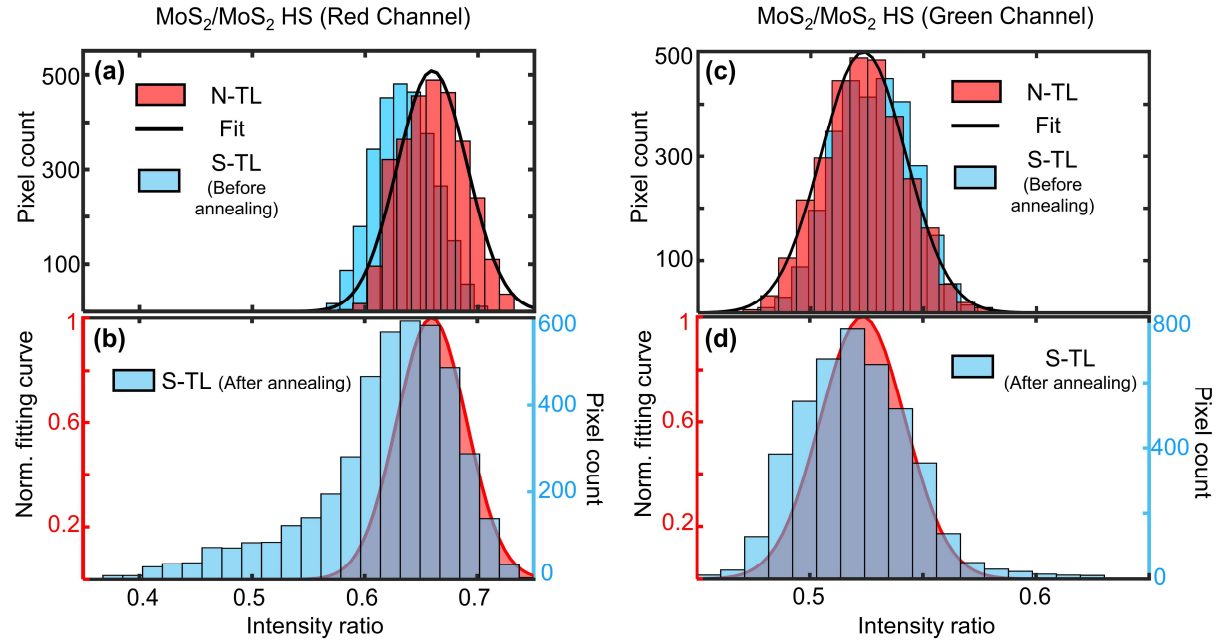 MoS₂/MoS₂ HS (Red Channel)
MoS₂/MoS₂ HS (Green Channel)
(a)
N-TL
Fit
S-TL
(Before
annealing)
Pixel count
500
300
100
(c)
N-TL
Fit
S-TL
(Before
annealing)
Pixel count
500
300
100
(b)
S-TL (After annealing)
Norm. fitting curve
1
0.6
0.2
600
400
200
0
Pixel count
0.4
0.5
0.6
0.7
Intensity ratio
(d)
S-TL
(After annealing)
Norm. fitting curve
1
0.6
0.2
800
400
0
Pixel count
0.5
0.6
Intensity ratio